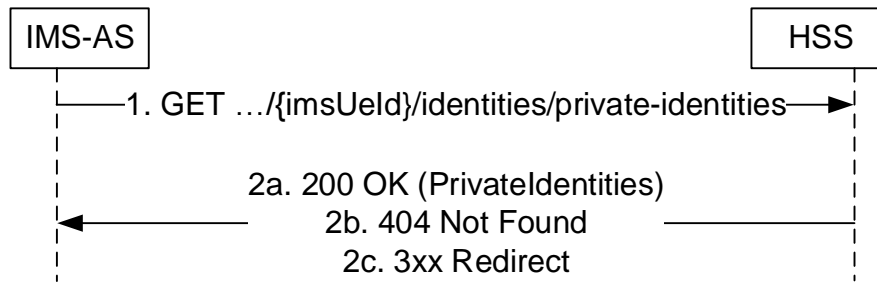 IMS-AS
HSS
1. GET …/{imsUeId}/identities/private-identities
2a. 200 OK (PrivateIdentities)
2b. 404 Not Found
2c. 3xx Redirect